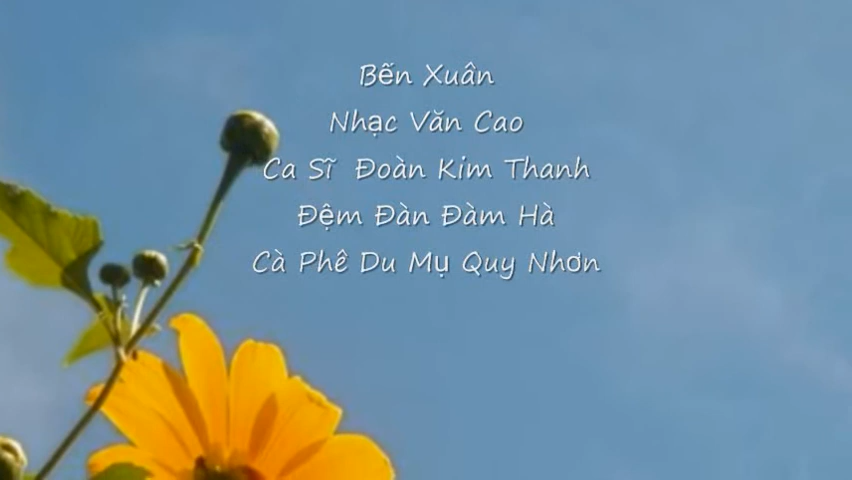 Bến Xuân
Nhạc Văn Cao
Ca Sĩ Đoàn Kim Thanh
Đệm Đàn Đàm Hà
Cà Phê Du Mụ Quy Nhơn